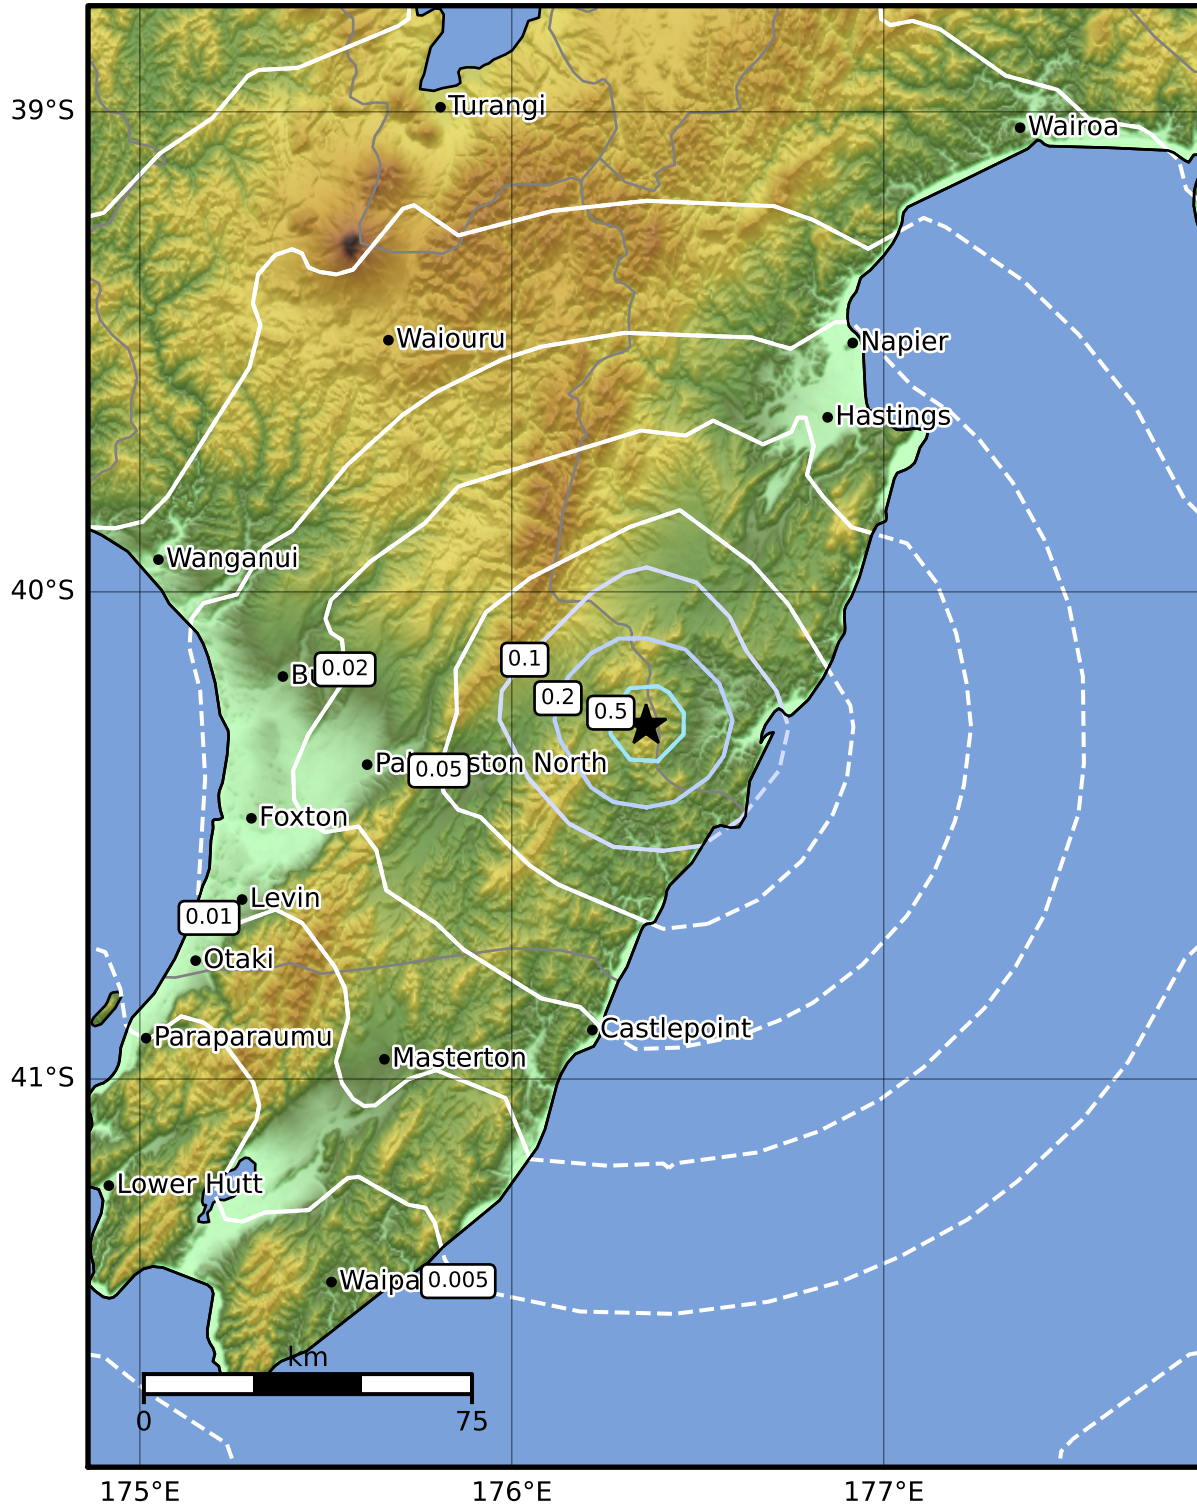 Turangi
39°S
Wairoa
Waiouru
Napier
Hastings
Wanganui
40°S
0.1
Bu
0.02
0.2
0.5
Pa
ston North
0.05
Foxton
Levin
0.01
Otaki
Castlepoint
Paraparaumu
Masterton
41°S
Lower Hutt
Waipa
0.005
km
0
75
175°E
176°E
177°E